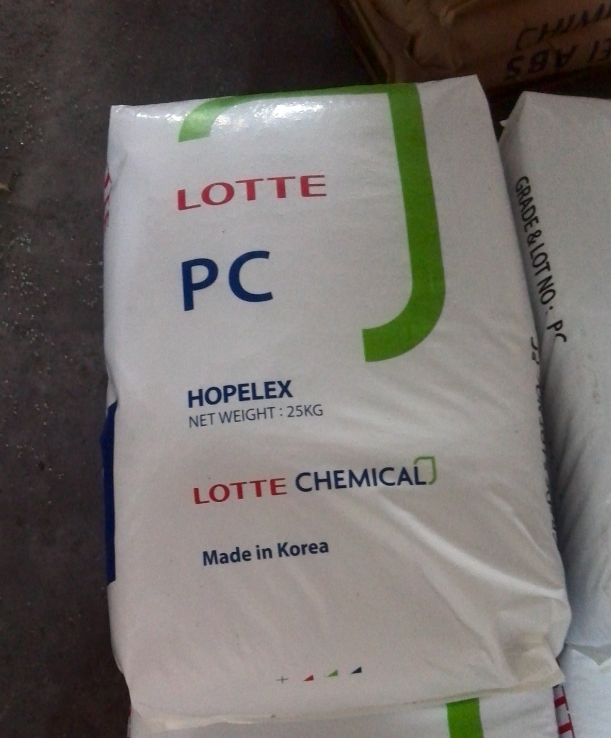 LOTTE
PC
HOPELEX
NET WEIGHT : 25KG
LOTTE CHEMICAL
Made in Korea
GRADE & LOT NO : PC
ABS